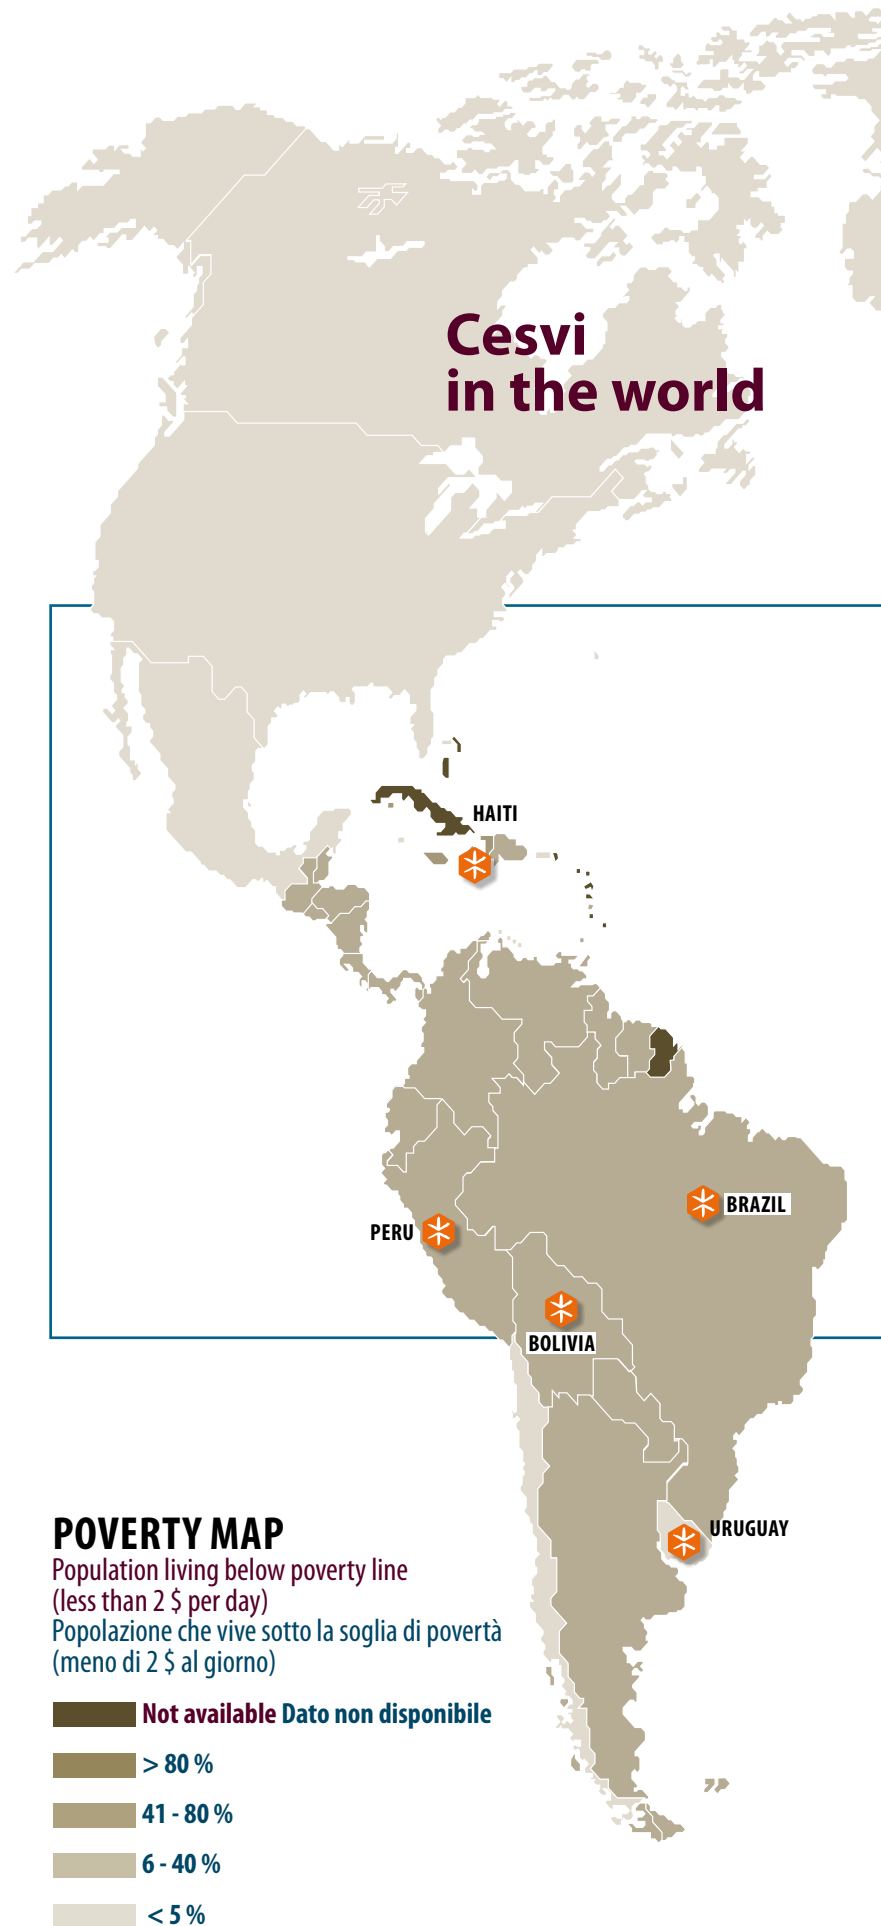 Cesvi
in the world
HAITI
BRAZIL
PERU
BOLIVIA
URUGUAY
POVERTY MAP
Population living below poverty line
(less than 2 $ per day)
Popolazione che vive sotto la soglia di povertà
(meno di 2 $ al giorno)
Not available Dato non disponibile
> 80 %
41 - 80 %
6 - 40 %
< 5 %